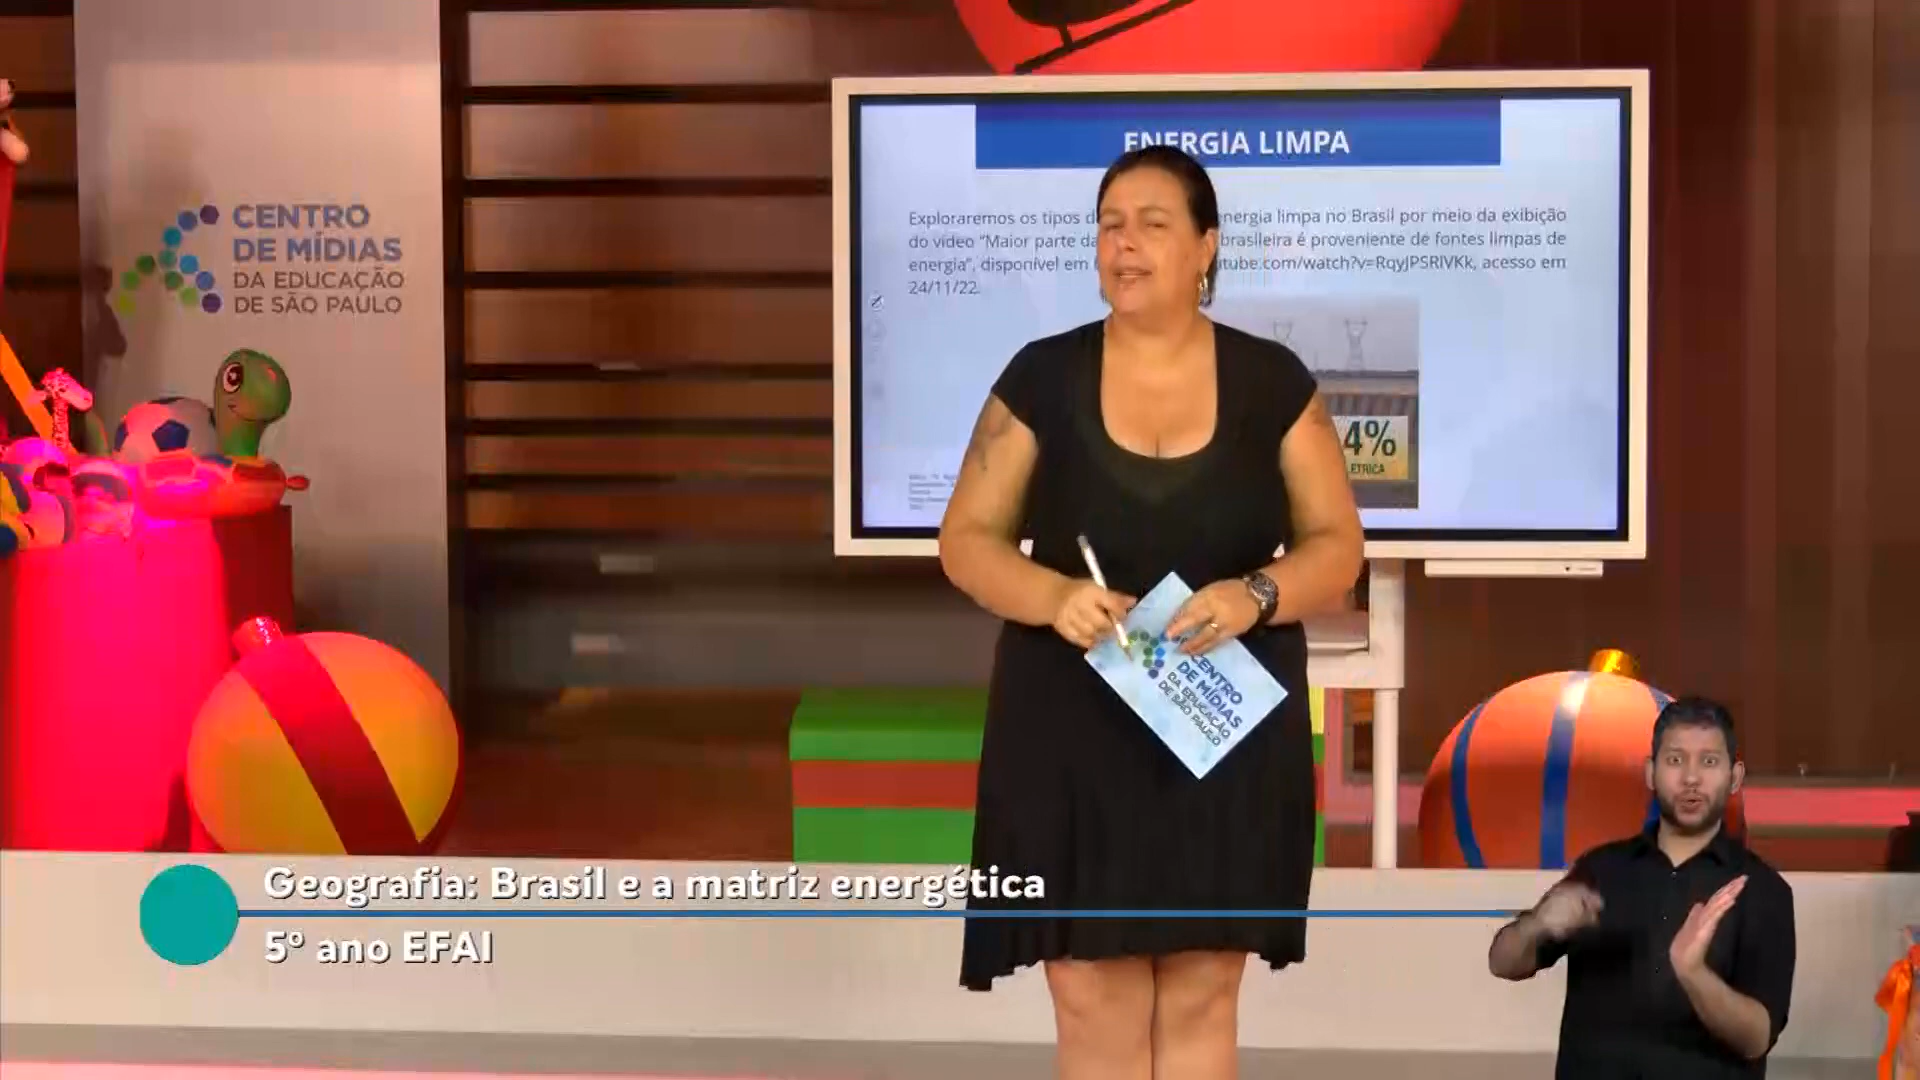 CENTRO
DE MÍDIAS
DA EDUCAÇÃO
DE SÃO PAULO
ENERGIA LIMPA
Exploraremos os tipos energia limpa no Brasil por meio da exibição
do vídeo “Maior parte brasileira é proveniente de fontes limpas de
energia”, disponível em utube.com/watch?v=RqyJPSRlVKk, acesso em
24/11/22.
4%
ETRICA
CENTRO
DE MÍDIAS
DA EDUCAÇÃO
DE SÃO PAULO
Geografia: Brasil e a matriz energética
5º ano EFAI